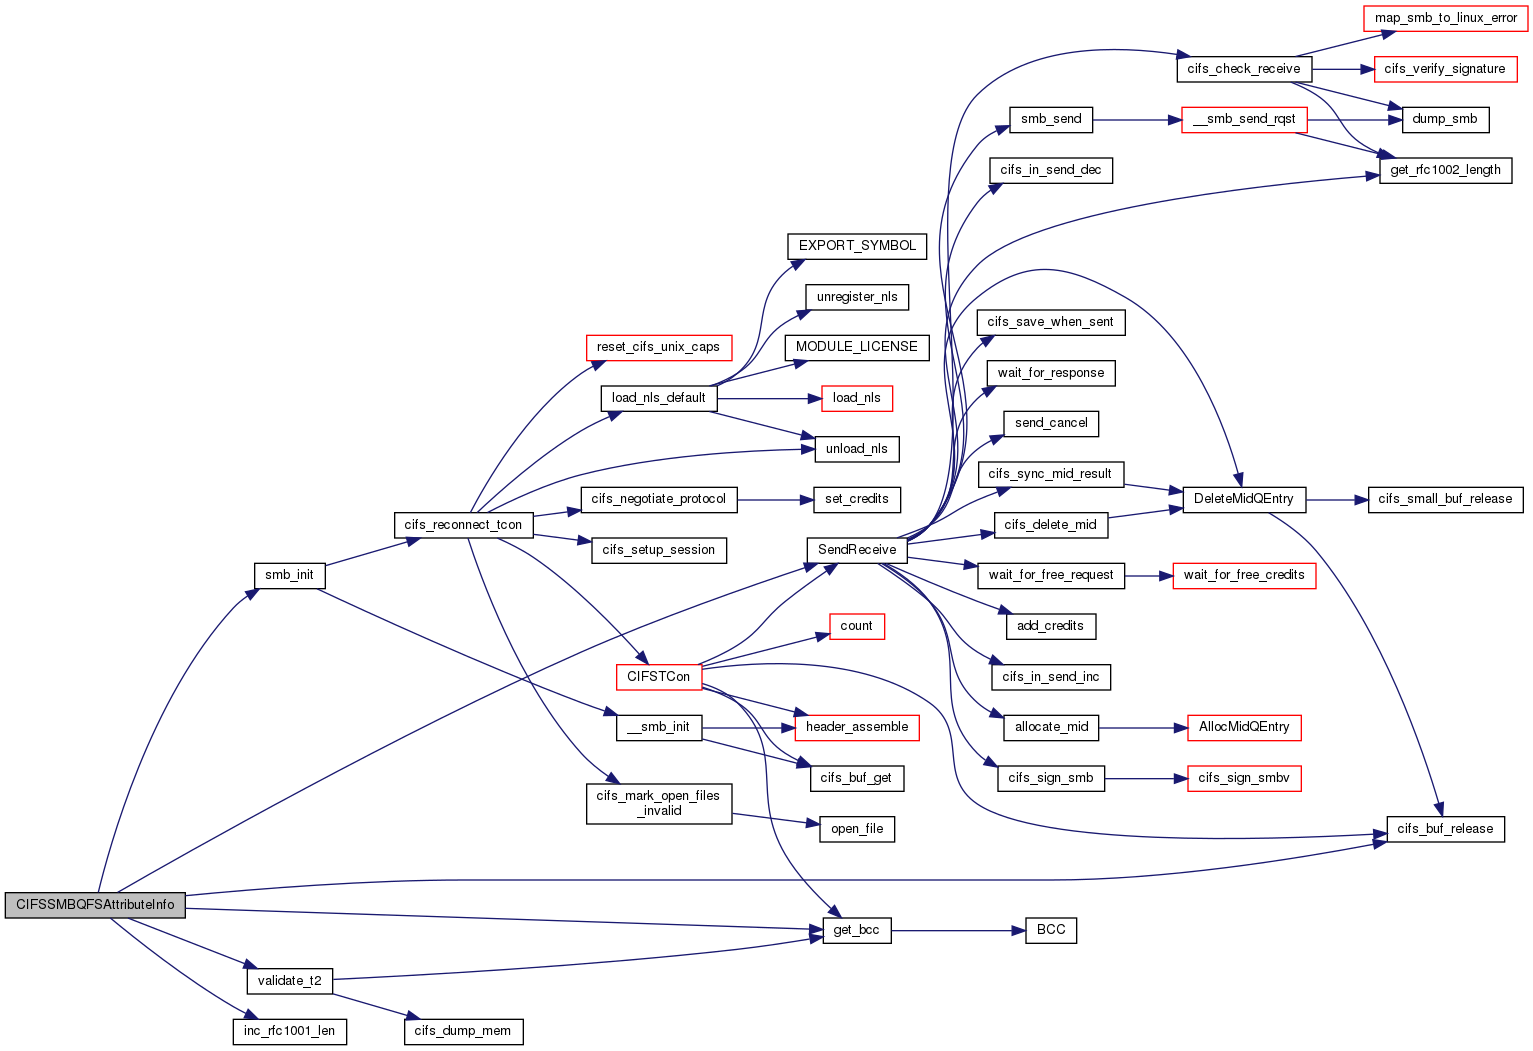 map_smb_to_linux_error
cifs_check_receive
cifs_verify_signature
smb_send
__smb_send_rqst
dump_smb
cifs_in_send_dec
get_rfc1002_length
EXPORT_SYMBOL
unregister_nls
cifs_save_when_sent
reset_cifs_unix_caps
MODULE_LICENSE
wait_for_response
load_nls_default
load_nls
send_cancel
unload_nls
cifs_sync_mid_result
cifs_negotiate_protocol
set_credits
DeleteMidQEntry
cifs_small_buf_release
cifs_reconnect_tcon
cifs_delete_mid
cifs_setup_session
SendReceive
smb_init
wait_for_free_request
wait_for_free_credits
count
add_credits
CIFSTCon
cifs_in_send_inc
__smb_init
header_assemble
allocate_mid
AllocMidQEntry
cifs_buf_get
cifs_sign_smb
cifs_sign_smbv
cifs_mark_open_files
_invalid
open_file
cifs_buf_release
CIFSSMBQFSAttributeInfo
get_bcc
BCC
validate_t2
inc_rfc1001_len
cifs_dump_mem